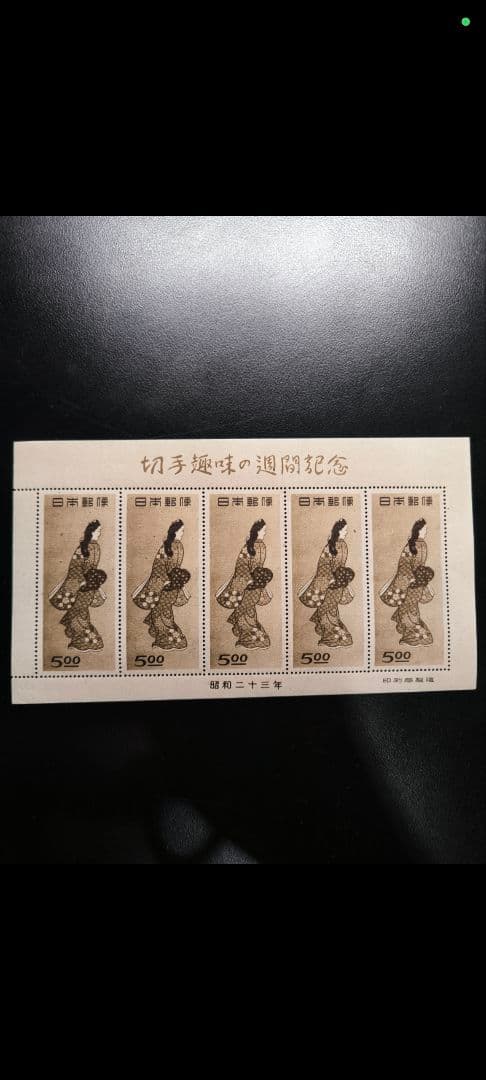 切手趣味の週間記念
日本郵便 日本郵便 日本郵便 日本郵便 日本郵便
5.00 5.00 5.00 5.00 5.00
昭和二十三年
印刷局製造